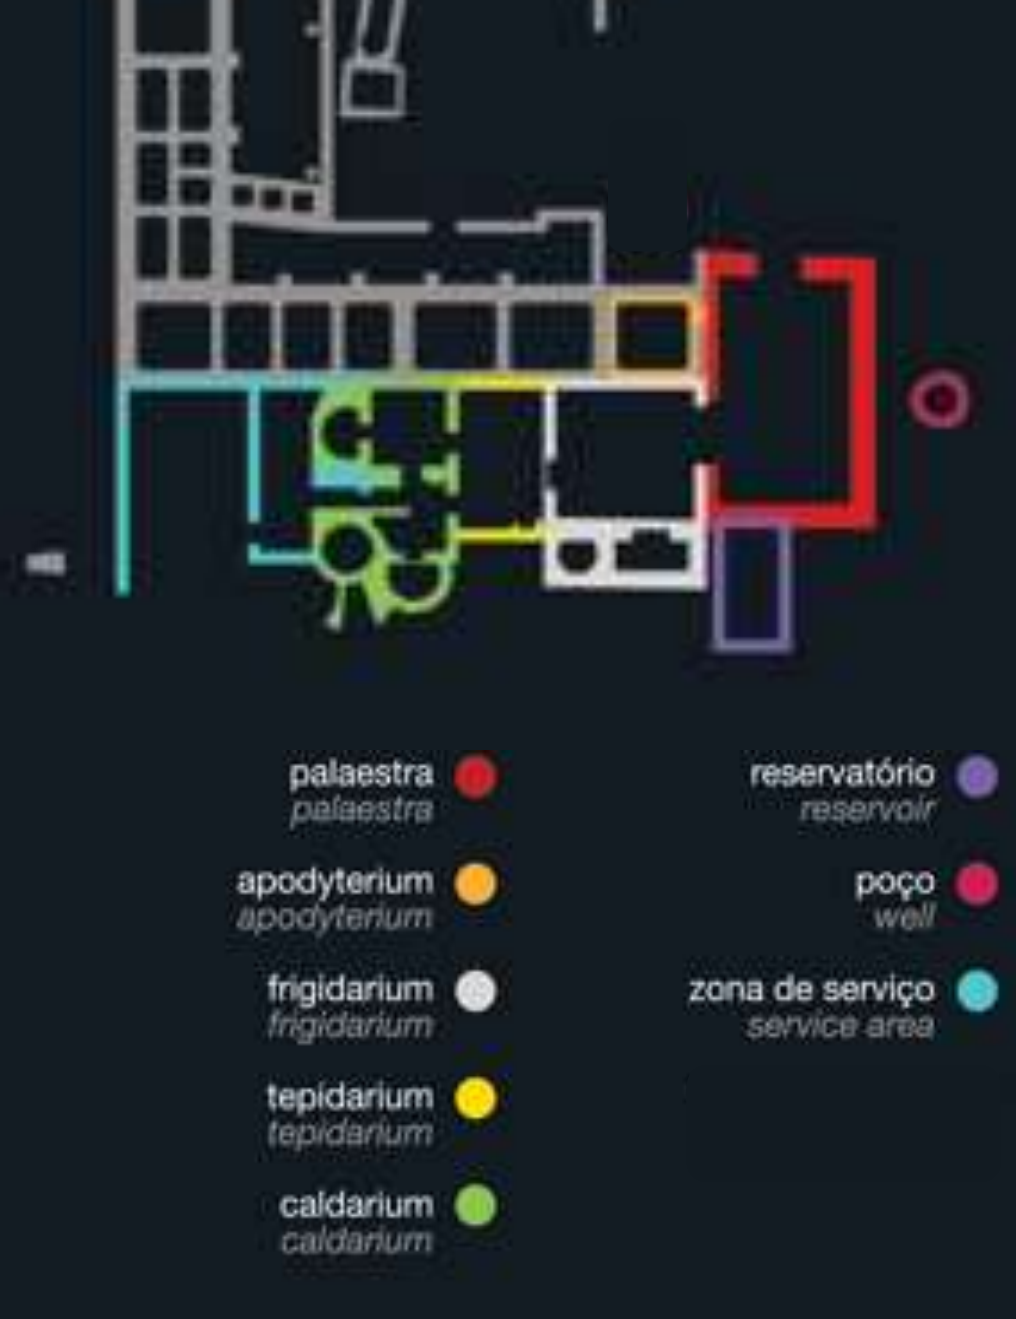 palaestra
palaestra
apodyterium
apodyterium
frigidarium
frigidarium
tepidarium
tepidarium
caldarium
caldarium
reservatório
reservoir
poço
well
zona de serviço
service area